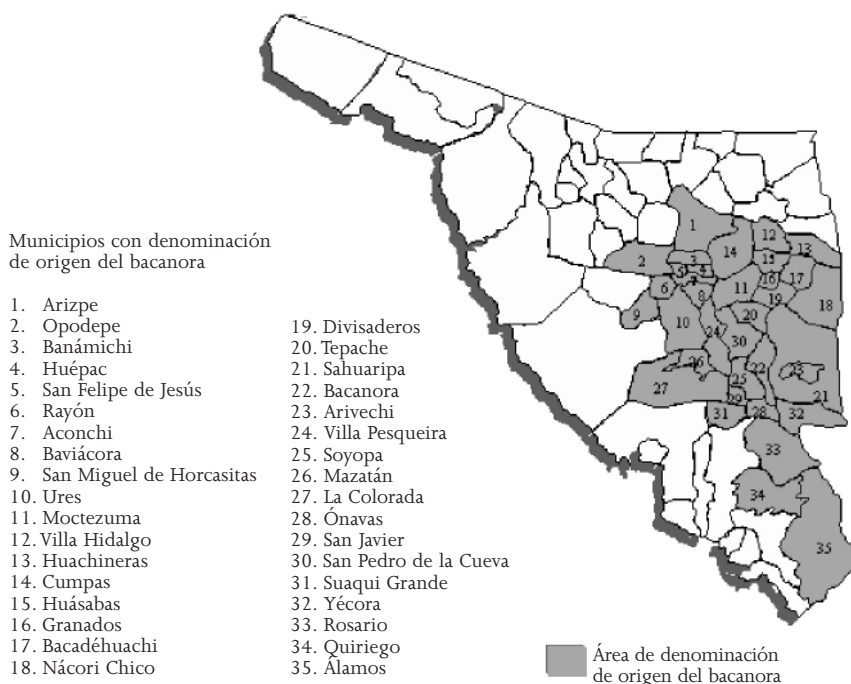 Municipios con denominación
de origen del bacanora
1. Arizpe
2. Opodepe
3. Banámichi
4. Huépac
5. San Felipe de Jesús
6. Rayón
7. Aconchi
8. Baviácora
9. San Miguel de Horcasitas
10. Ures
11. Moctezuma
12. Villa Hidalgo
13. Huachineras
14. Cumpas
15. Huásabas
16. Granados
17. Bacadéhuachi
18. Nácori Chico
19. Divisaderos
20. Tepache
21. Sahuaripa
22. Bacanora
23. Arivechi
24. Villa Pesqueira
25. Soyopa
26. Mazatán
27. La Colorada
28. Ónavas
29. San Javier
30. San Pedro de la Cueva
31. Suaqui Grande
32. Yécora
33. Rosario
34. Quiriego
35. Álamos
1
12
14
13
2
3
15
5
4
16
17
6
8
11
19
18
9
10
20
24
30
26
22
23
27
25
21
29
31
28
32
33
34
35
Área de denominación
de origen del bacanora